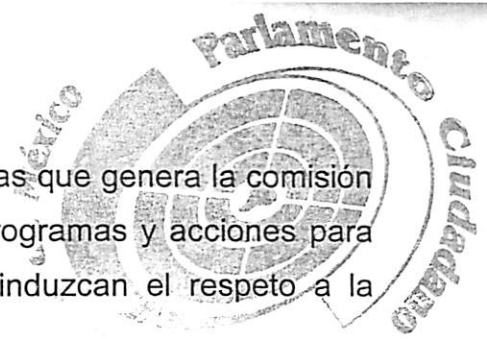 Parlamento Ciudadano
México
as que genera la comisión
rogramas y acciones para
induzcan el respeto a la